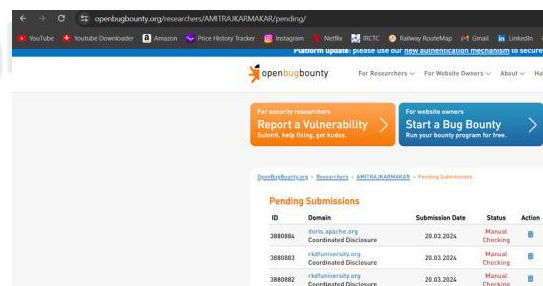 openbugbounty.org/researchers/AMITRAJKARMAKAR/pending/
YouTube Youtube Downloader Amazon Price History Tracker Instagram Netflix IRCTC Railway RouteMap Gmail LinkedIn
Platform update: please use our new authentication mechanism to secure
openbugbounty For Researchers For Website Owners About Ha
For security researchers
Report a Vulnerability
Submit, help fixing, get kudos.
For website owners
Start a Bug Bounty
Run your bounty program for free.
OpenBugBounty.org > Researchers > AMITRAJKARMAKAR > Pending Submissions
Pending Submissions
ID Domain Submission Date Status Action
3880884 doris.apache.org Coordinated Disclosure 20.03.2024 Manual Checking
3880883 rkdfuniversity.org Coordinated Disclosure 20.03.2024 Manual Checking
3880882 rkdfuniversity.org Coordinated Disclosure 20.03.2024 Manual Checking